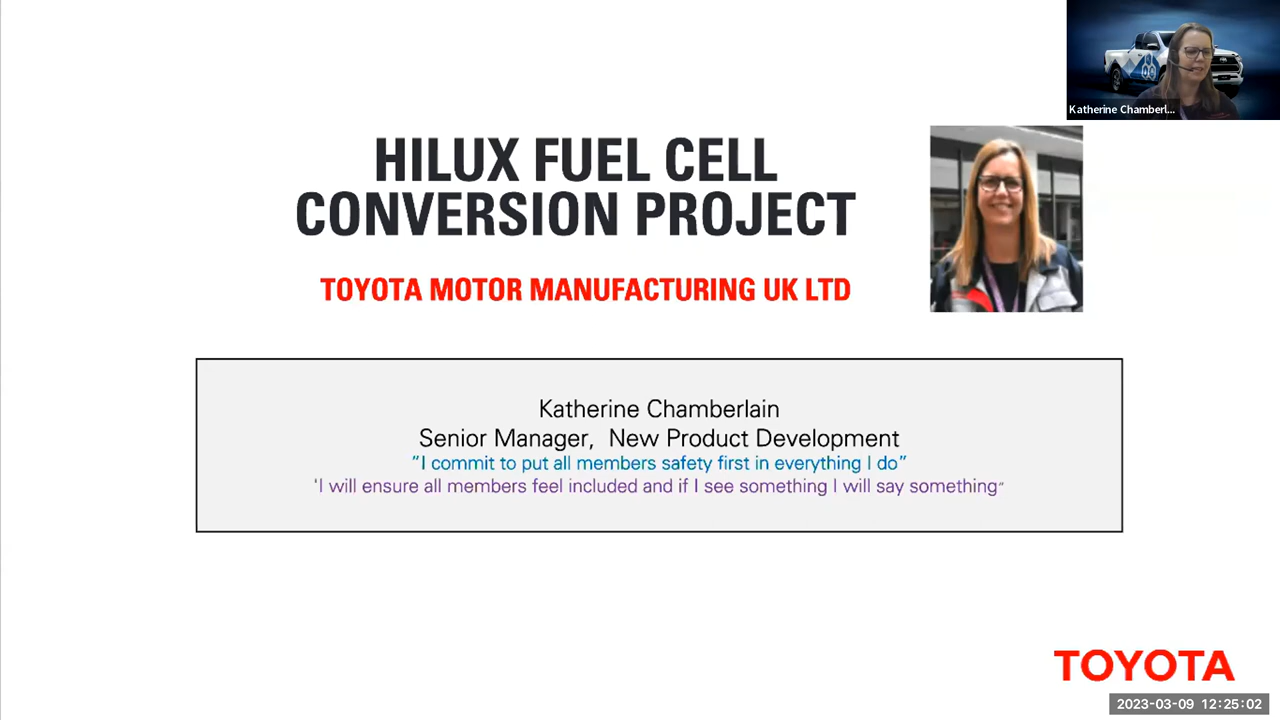 Katherine Chamberl...
HILUX FUEL CELL
CONVERSION PROJECT
TOYOTA MOTOR MANUFACTURING UK LTD
Katherine Chamberlain
Senior Manager,  New Product Development
"I commit to put all members safety first in everything I do"
'I will ensure all members feel included and if I see something I will say something"
TOYOTA
2023-03-09 12:25:02